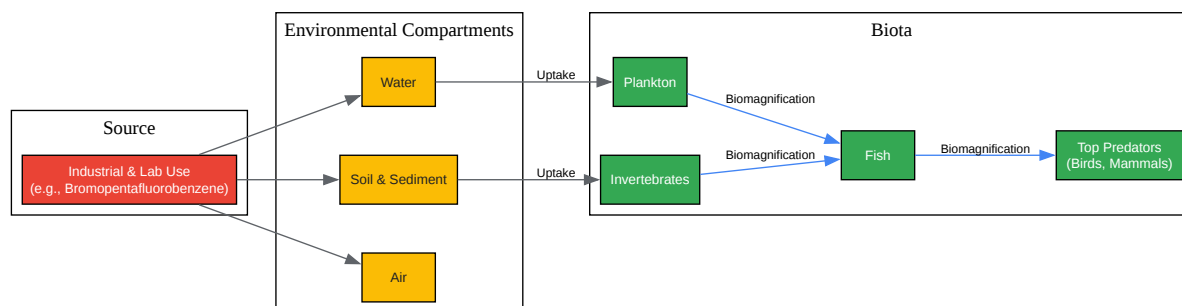 Environmental Compartments
Biota
Source
Industrial & Lab Use
(e.g., Bromopentafluorobenzene)
Water
Soil & Sediment
Air
Uptake
Uptake
Plankton
Invertebrates
Biomagnification
Biomagnification
Fish
Biomagnification
Top Predators
(Birds, Mammals)